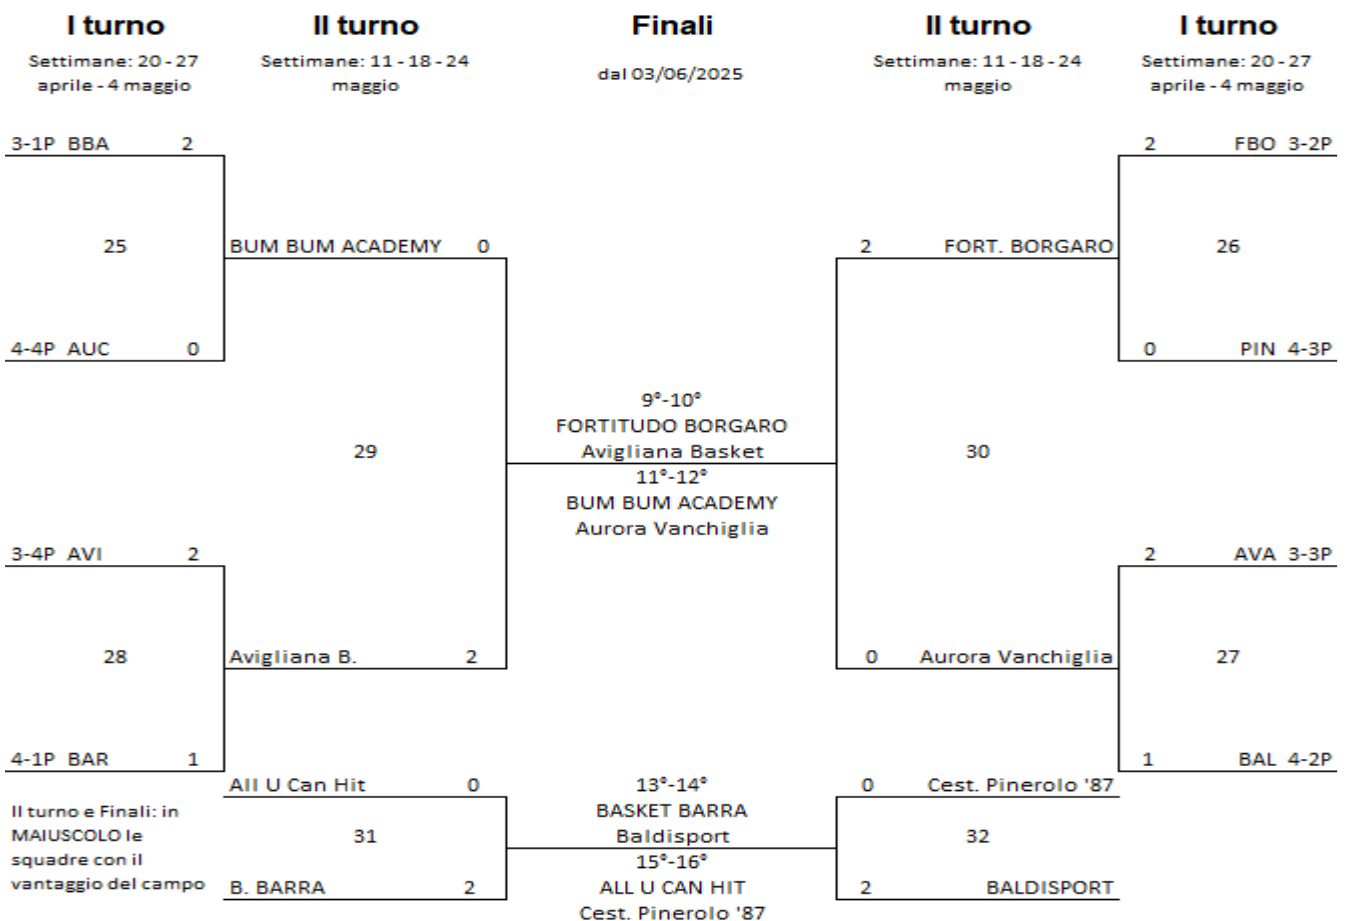 I turno
II turno
Finali
II turno
I turno
Settimane: 20 - 27
aprile - 4 maggio
Settimane: 11 - 18 - 24
maggio
dal 03/06/2025
Settimane: 11 - 18 - 24
maggio
Settimane: 20 - 27
aprile - 4 maggio
3-1P BBA 2
2 FBO 3-2P
25
BUM BUM ACADEMY 0
2 FORT. BORGARO
26
4-4P AUC 0
0 PIN 4-3P
29
9°-10°
FORTITUDO BORGARO
Avigliana Basket
11°-12°
BUM BUM ACADEMY
Aurora Vanchiglia
30
3-4P AVI 2
2 AVA 3-3P
28
Avigliana B. 2
0 Aurora Vanchiglia
27
4-1P BAR 1
1 BAL 4-2P
All U Can Hit 0
13°-14°
BASKET BARRA
Baldisport
15°-16°
ALL U CAN HIT
Cest. Pinerolo '87
0 Cest. Pinerolo '87
31
32
B. BARRA 2
2 BALDISPORT
II turno e Finali: in
MAIUSCOLO le
squadre con il
vantaggio del campo